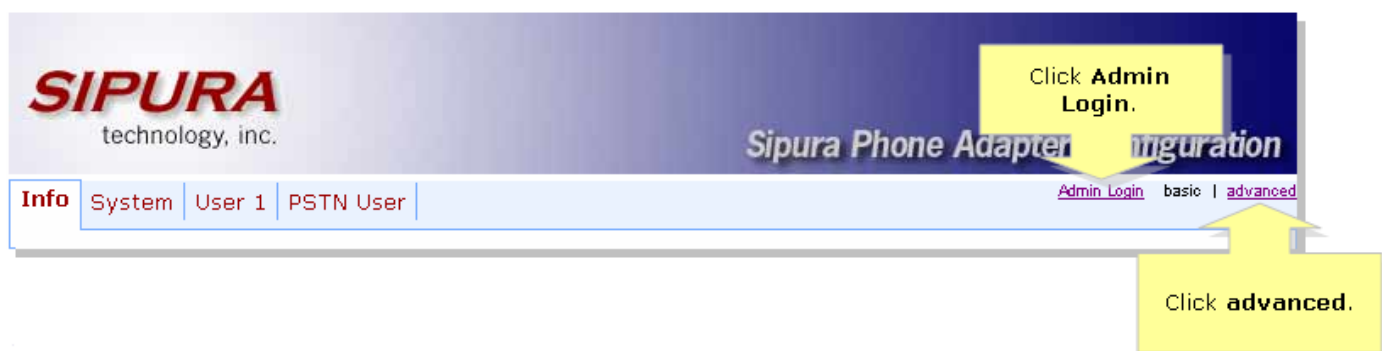 SIPURA
technology, inc.
Click Admin
Login.
Sipura Phone Adapter nfiguration
Info System User 1 PSTN User
Admin Login basic | advanced
Click advanced.